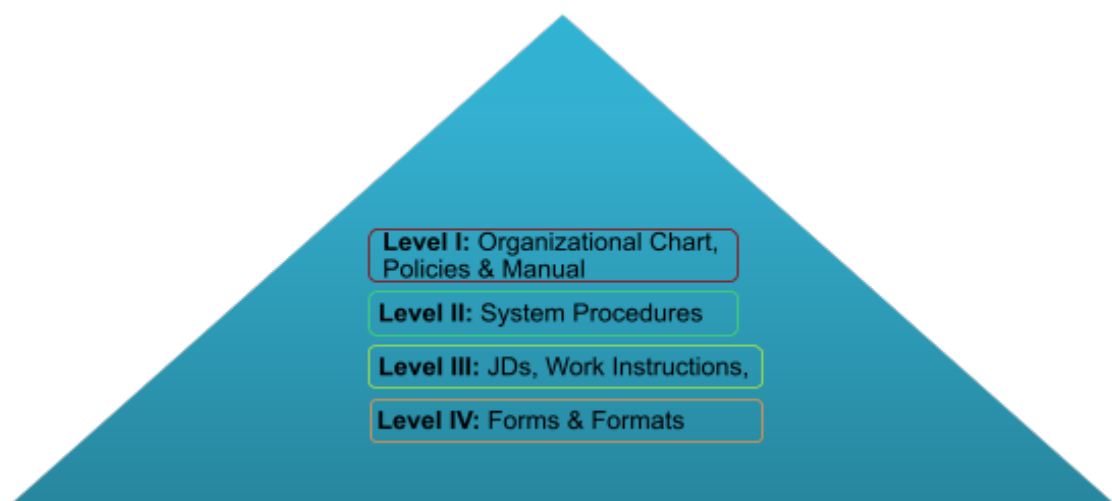 Level I: Organizational Chart,
Policies & Manual
Level II: System Procedures
Level III: JDs, Work Instructions,
Level IV: Forms & Formats